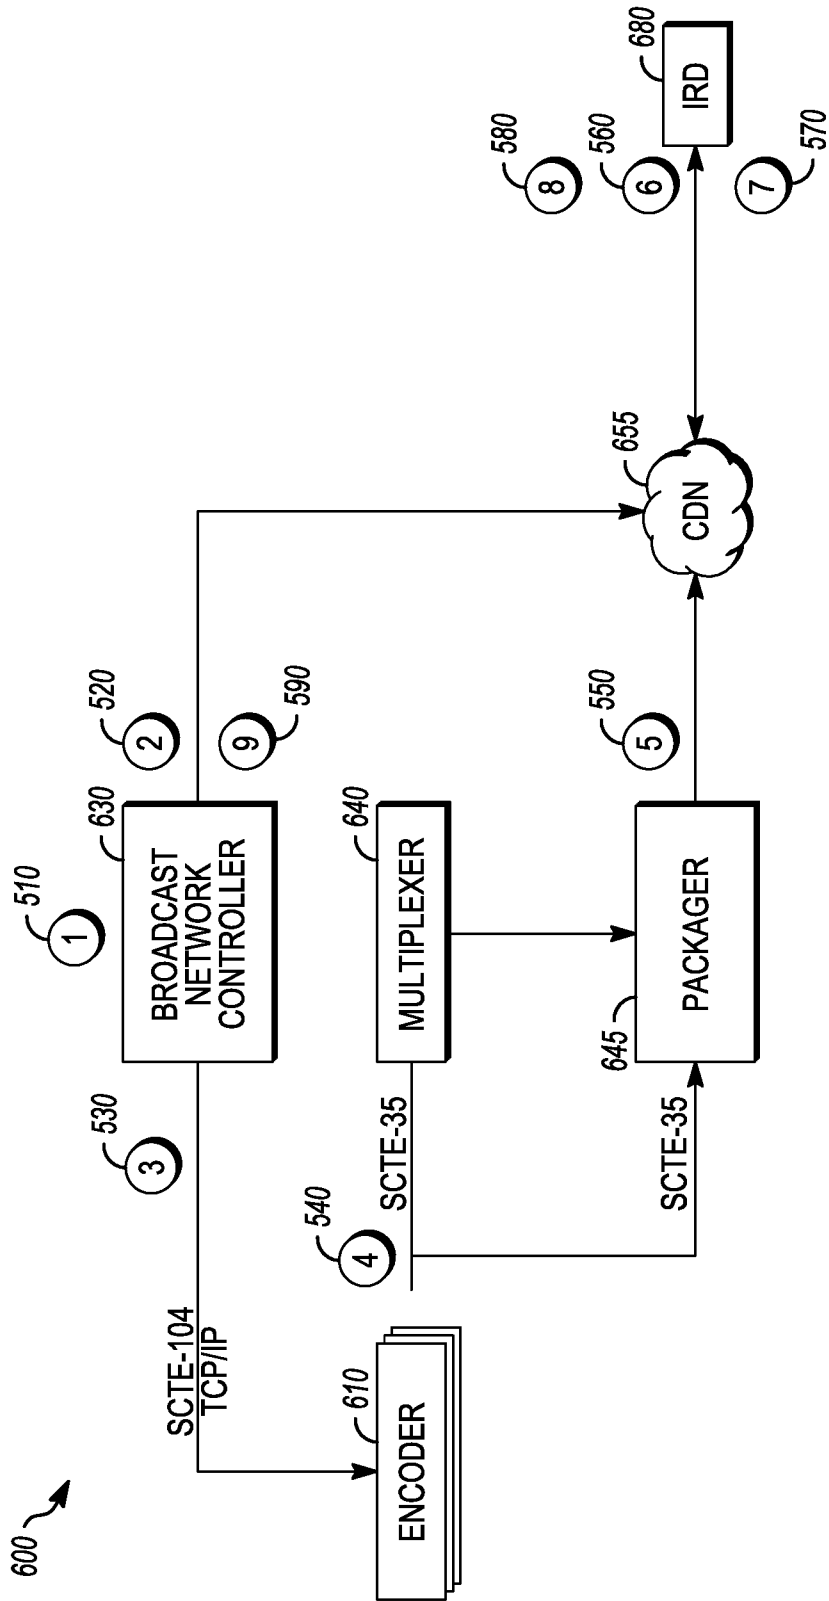 600
510
1
530
3
520
2
590
9
630
BROADCAST
NETWORK
CONTROLLER
SCTE-104
TCP/IP
610
ENCODER
540
4
SCTE-35
640
MULTIPLEXER
SCTE-35
645
PACKAGER
550
5
655
CDN
580
8
560
6
7
570
680
IRD